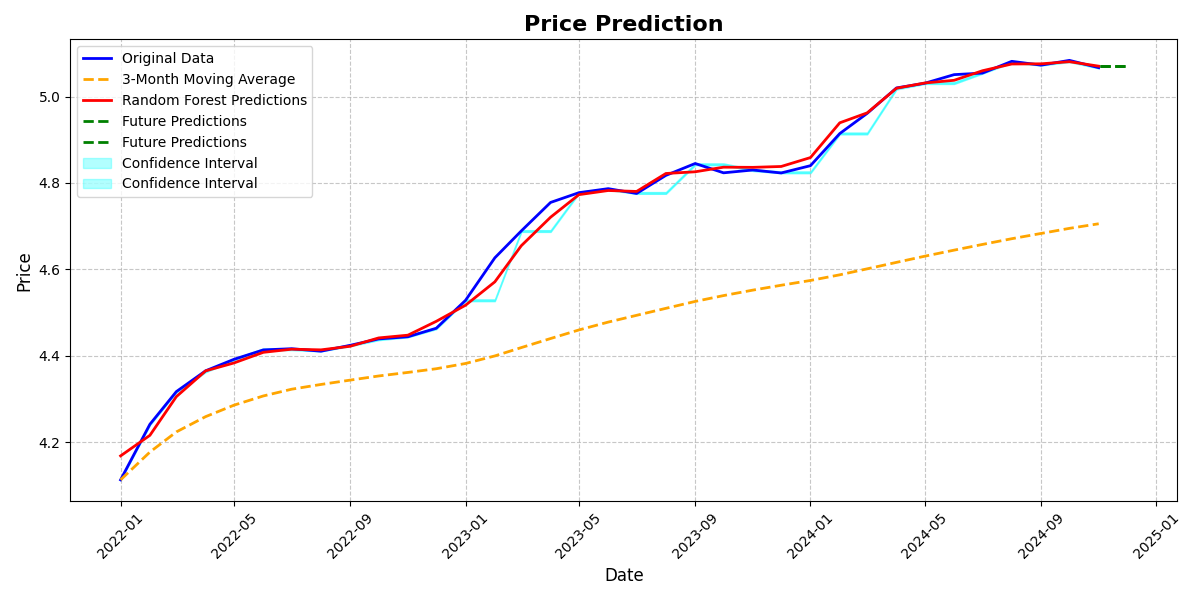 Price Prediction
Original Data
3-Month Moving Average
Random Forest Predictions
Future Predictions
Future Predictions
Confidence Interval
Confidence Interval
Price
5.0
4.8
4.6
4.4
4.2
2022-01
2022-05
2022-09
2023-01
2023-05
2023-09
2024-01
2024-05
2024-09
2025-01
Date